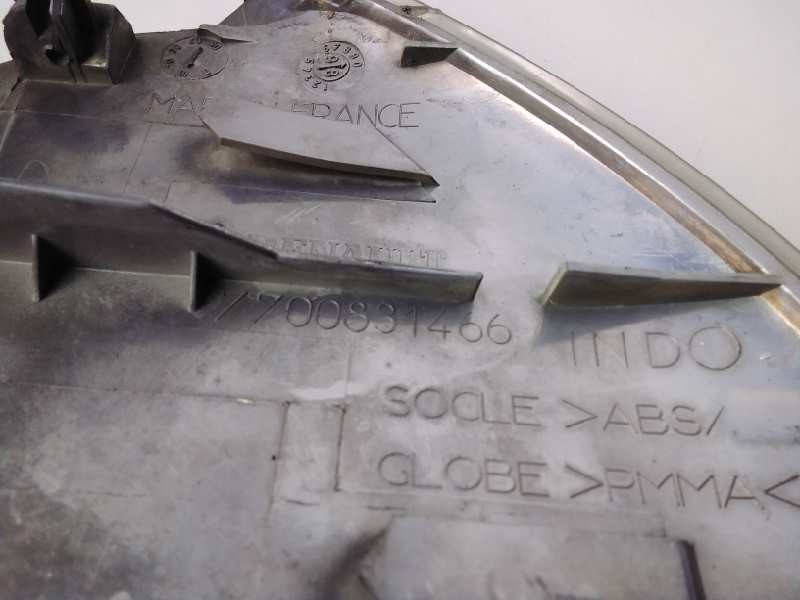 MADE IN FRANCE
7700831466 INDO
SOCLE >ABS/
GLOBE >PMMA<